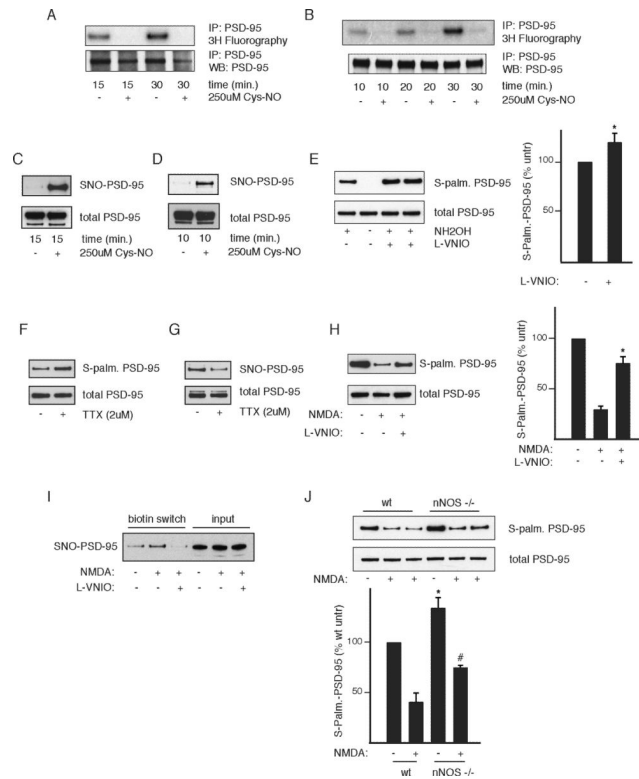 A
IP: PSD-95
3H Fluorography
IP: PSD-95
WB: PSD-95
15 15 30 30 time (min.)
- + - + 250uM Cys-NO
B
IP: PSD-95
3H Fluorography
IP: PSD-95
WB: PSD-95
10 10 20 20 30 30 time (min.)
- + - + - + 250uM Cys-NO
C
SNO-PSD-95
total PSD-95
15 15 time (min.)
- + 250uM Cys-NO
D
SNO-PSD-95
total PSD-95
10 10 time (min.)
- + 250uM Cys-NO
E
S-palm. PSD-95
total PSD-95
+ - + + NH2OH
- - + + L-VNIO
S-Palm.-PSD-95 (% untr)
100
50
*
L-VNIO: - +
F
S-palm. PSD-95
total PSD-95
- + TTX (2uM)
G
SNO-PSD-95
total PSD-95
- + TTX (2uM)
H
S-palm. PSD-95
total PSD-95
NMDA: - + +
L-VNIO: - - +
S-Palm.-PSD-95 (% untr)
100
50
*
NMDA: - + +
L-VNIO: - - +
I
biotin switch input
SNO-PSD-95
NMDA: - + + - + +
L-VNIO: - - + - - +
J
wt nNOS -/-
S-palm. PSD-95
total PSD-95
NMDA: - + + - + +
S-Palm.-PSD-95 (% wt untr)
100
50
*
#
NMDA: - + - +
wt nNOS -/-